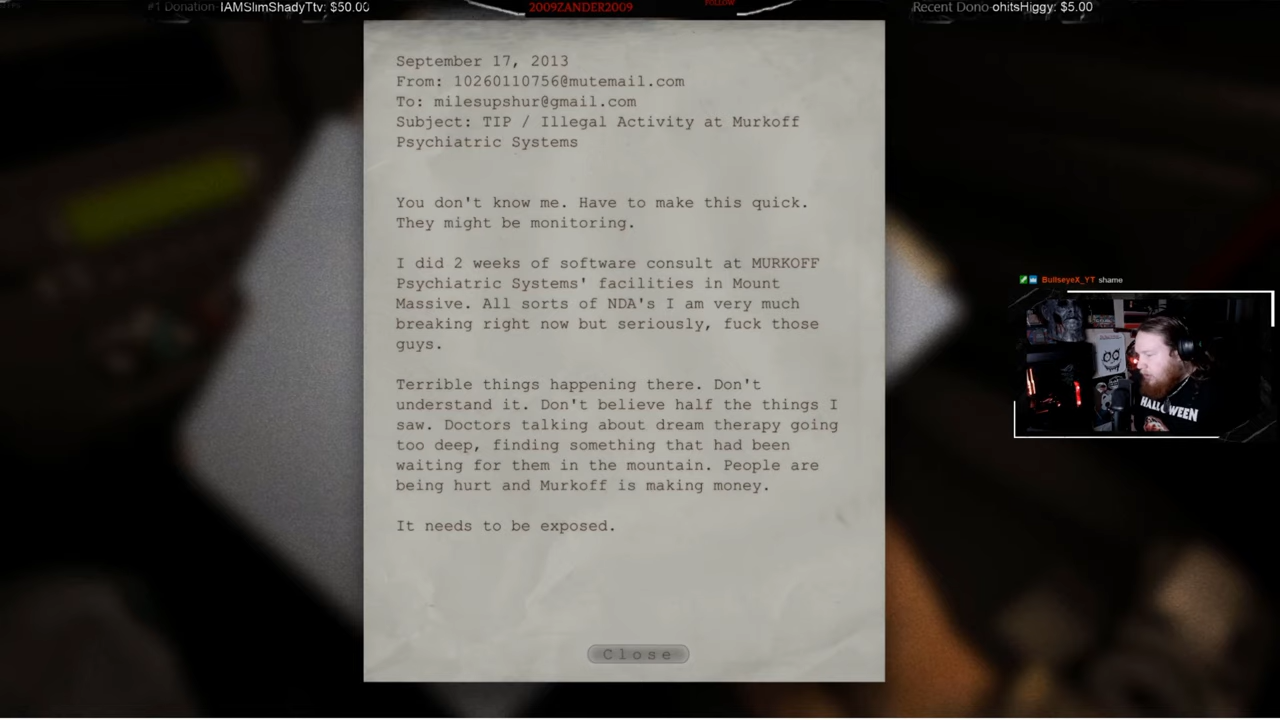 #1 Donation IAMSlimShadyTtv: $50.00
2009ZANDER2009
FOLLOW
Recent Dono ohitsHiggy: $5.00
September 17, 2013
From: 10260110756@mutemail.com
To: milesupshur@gmail.com
Subject: TIP / Illegal Activity at Murkoff
Psychiatric Systems
You don't know me. Have to make this quick.
They might be monitoring.
I did 2 weeks of software consult at MURKOFF
Psychiatric Systems' facilities in Mount
Massive. All sorts of NDA's I am very much
breaking right now but seriously, fuck those
guys.
Terrible things happening there. Don't
understand it. Don't believe half the things I
saw. Doctors talking about dream therapy going
too deep, finding something that had been
waiting for them in the mountain. People are
being hurt and Murkoff is making money.
It needs to be exposed.
Close
BullseyeX_YT shame
HALLOWEEN